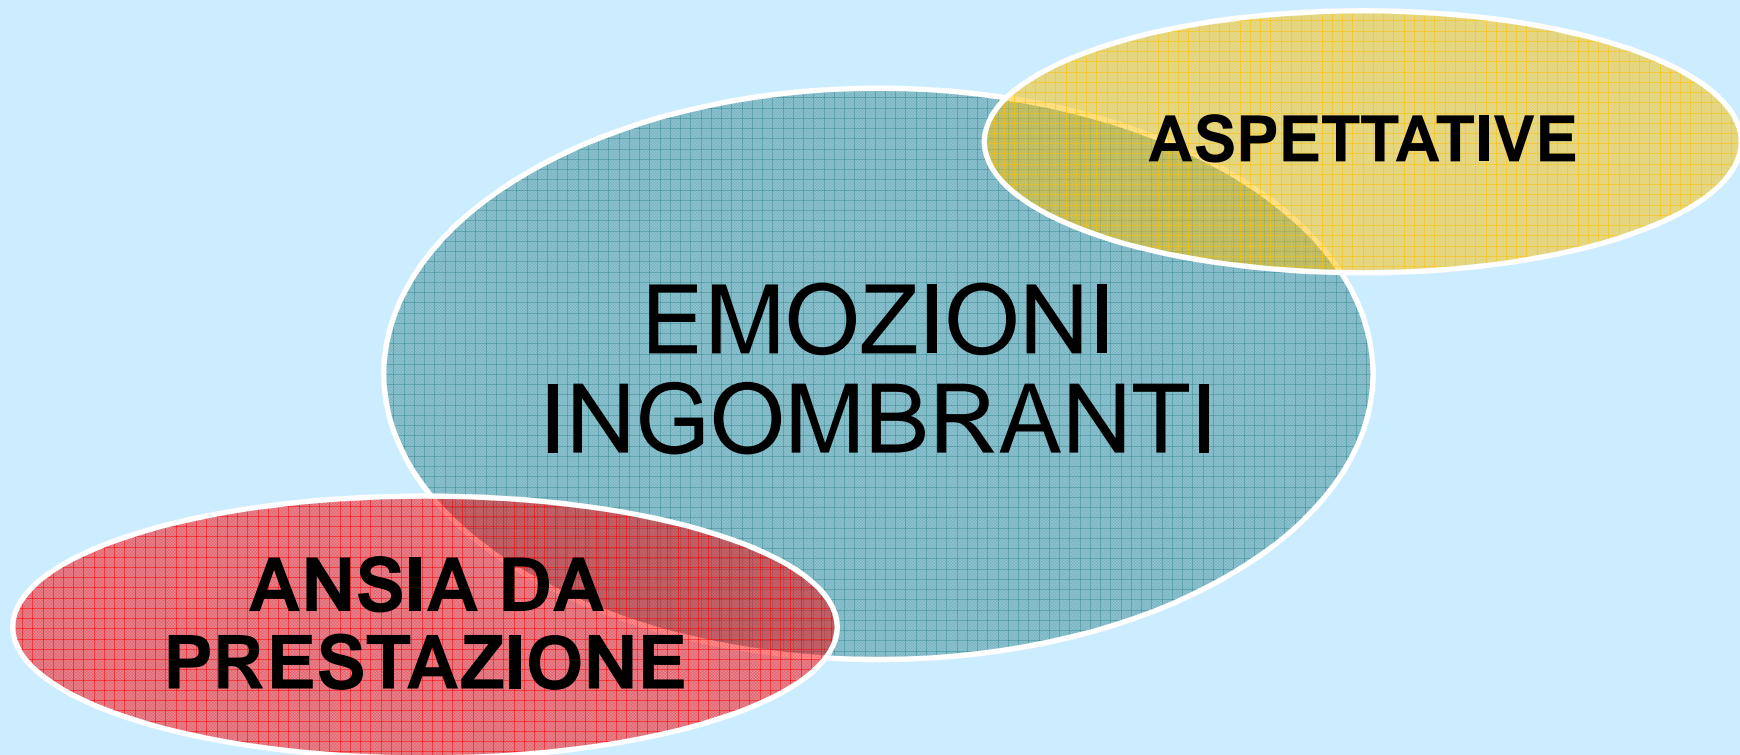 ASPETTATIVE
EMOZIONI
INGOMBRANTI
ANSIA DA
PRESTAZIONE